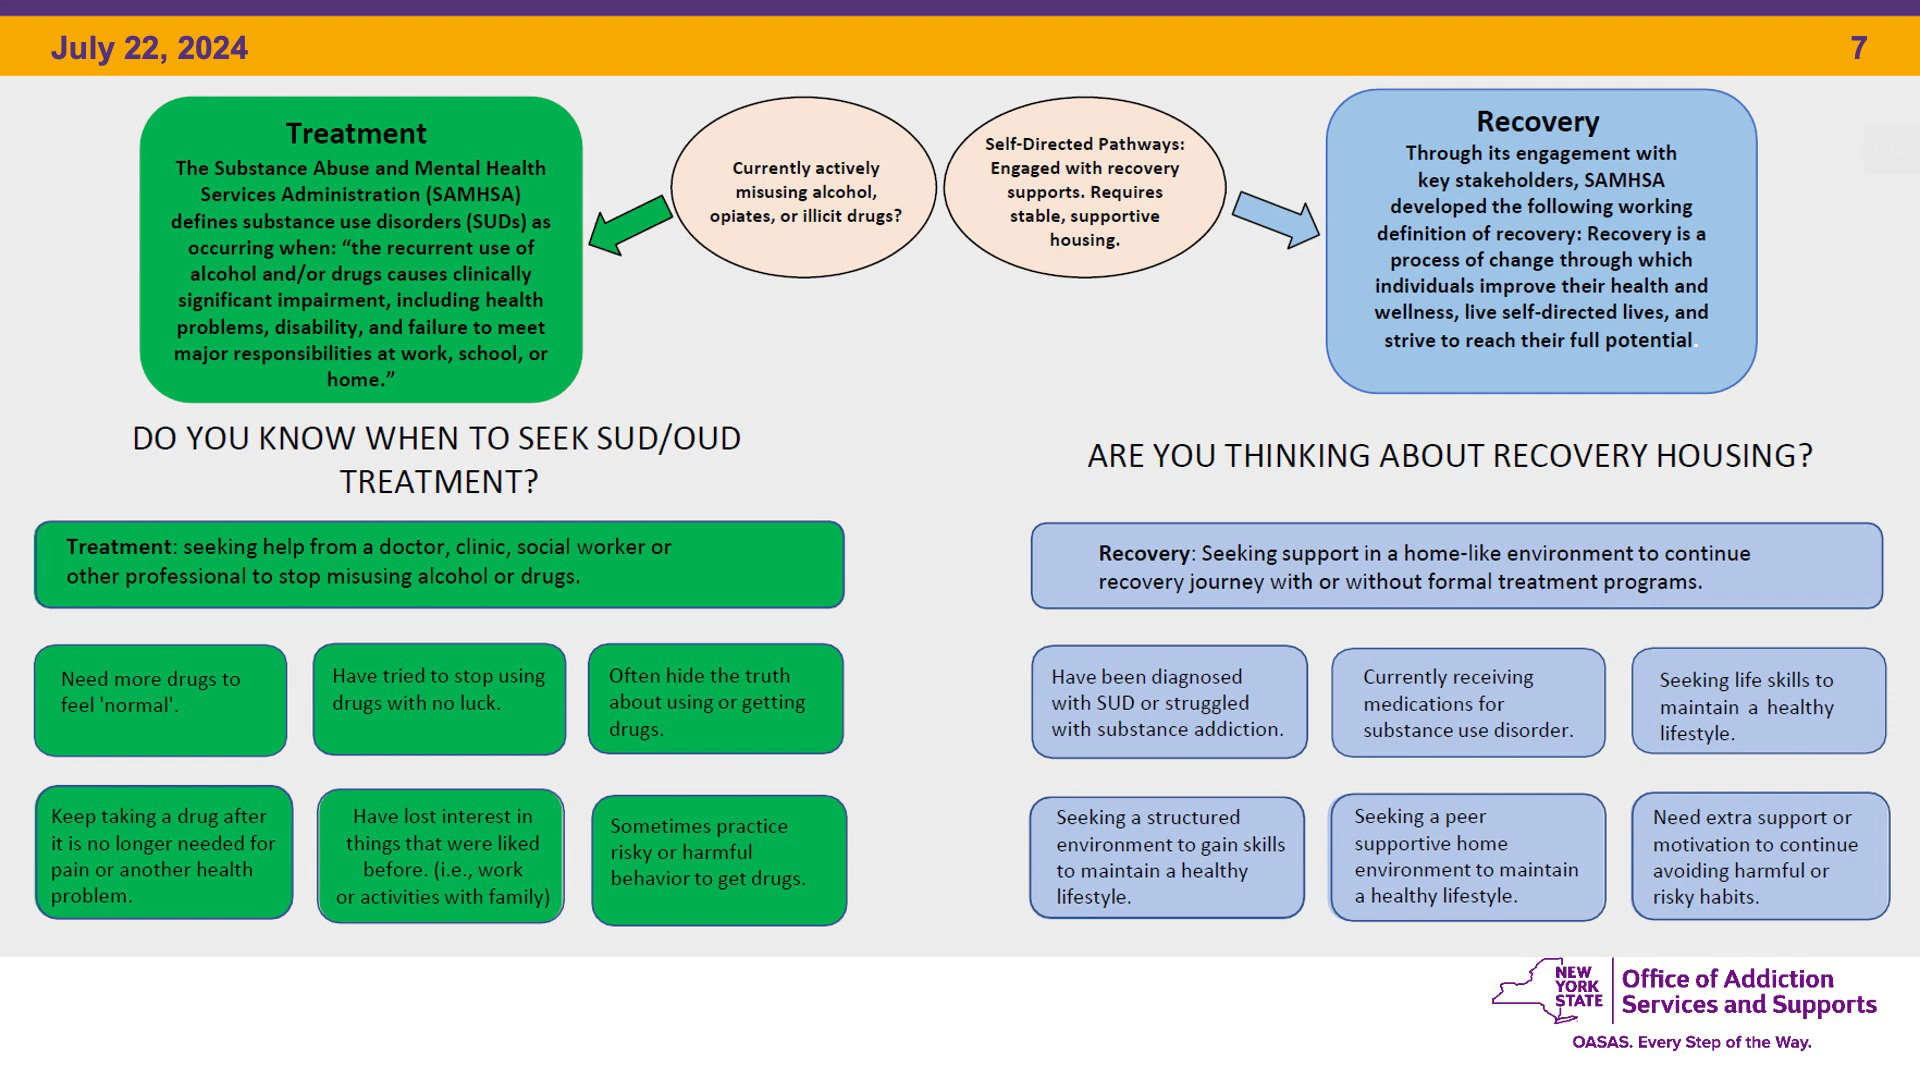 July 22, 2024
7
Treatment
The Substance Abuse and Mental Health
Services Administration (SAMHSA)
defines substance use disorders (SUDs) as
occurring when: “the recurrent use of
alcohol and/or drugs causes clinically
significant impairment, including health
problems, disability, and failure to meet
major responsibilities at work, school, or
home.”
Currently actively
misusing alcohol,
opiates, or illicit drugs?
Self-Directed Pathways:
Engaged with recovery
supports. Requires
stable, supportive
housing.
Recovery
Through its engagement with
key stakeholders, SAMHSA
developed the following working
definition of recovery: Recovery is a
process of change through which
individuals improve their health and
wellness, live self-directed lives, and
strive to reach their full potential.
DO YOU KNOW WHEN TO SEEK SUD/OUD
TREATMENT?
Treatment: seeking help from a doctor, clinic, social worker or
other professional to stop misusing alcohol or drugs.
Need more drugs to
feel 'normal'.
Have tried to stop using
drugs with no luck.
Often hide the truth
about using or getting
drugs.
Keep taking a drug after
it is no longer needed for
pain or another health
problem.
Have lost interest in
things that were liked
before. (i.e., work
or activities with family)
Sometimes practice
risky or harmful
behavior to get drugs.
ARE YOU THINKING ABOUT RECOVERY HOUSING?
Recovery: Seeking support in a home-like environment to continue
recovery journey with or without formal treatment programs.
Have been diagnosed
with SUD or struggled
with substance addiction.
Currently receiving
medications for
substance use disorder.
Seeking life skills to
maintain a healthy
lifestyle.
Seeking a structured
environment to gain skills
to maintain a healthy
lifestyle.
Seeking a peer
supportive home
environment to maintain
a healthy lifestyle.
Need extra support or
motivation to continue
avoiding harmful or
risky habits.
NEW
YORK
STATE
Office of Addiction
Services and Supports
OASAS. Every Step of the Way.